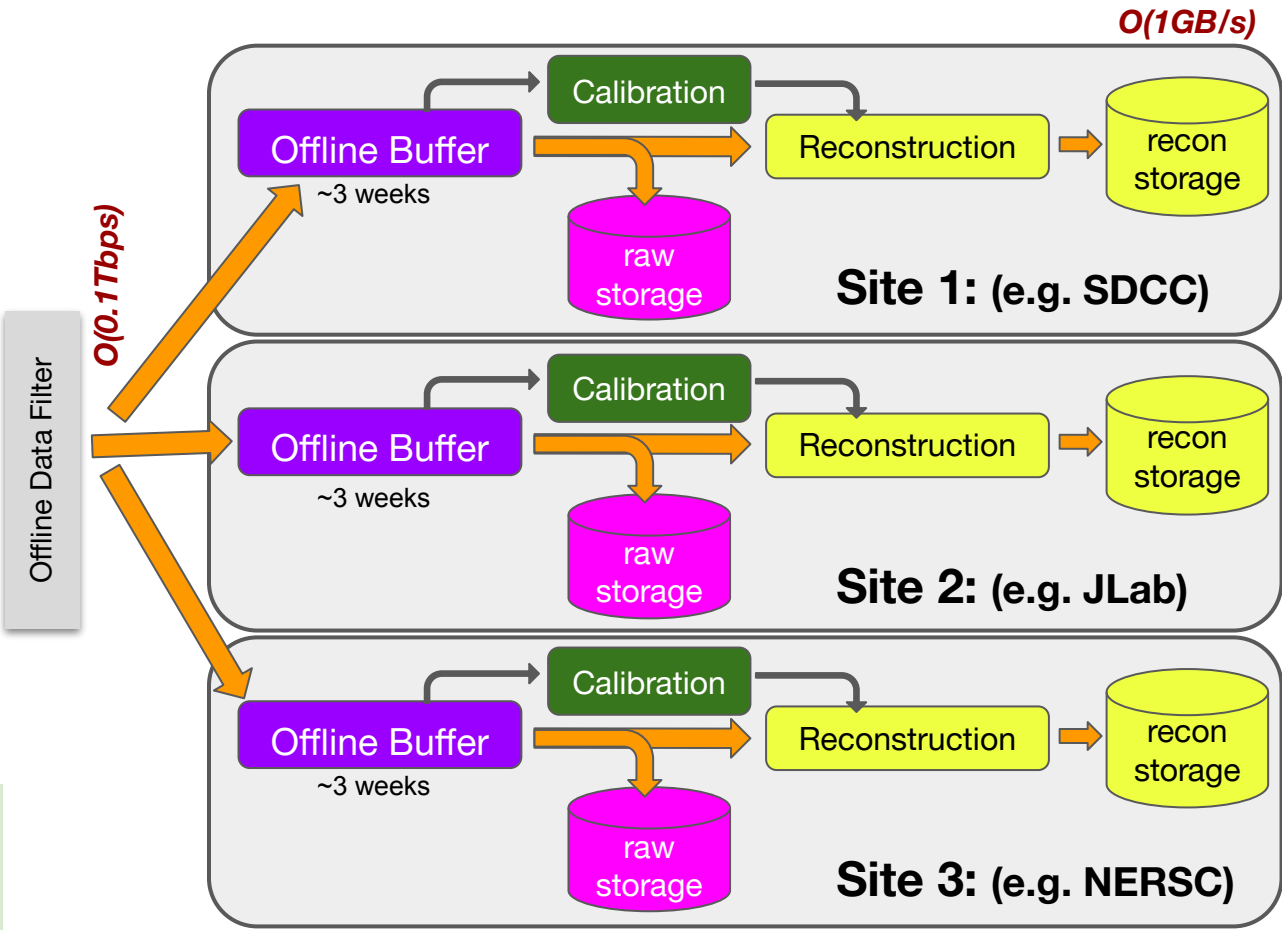 O(1GB/s)
Offline Data Filter
O(0.1Tbps)
Calibration
Offline Buffer
~3 weeks
Reconstruction
recon
storage
raw
storage
Site 1: (e.g. SDCC)
Calibration
Offline Buffer
~3 weeks
Reconstruction
recon
storage
raw
storage
Site 2: (e.g. JLab)
Calibration
Offline Buffer
~3 weeks
Reconstruction
recon
storage
raw
storage
Site 3: (e.g. NERSC)